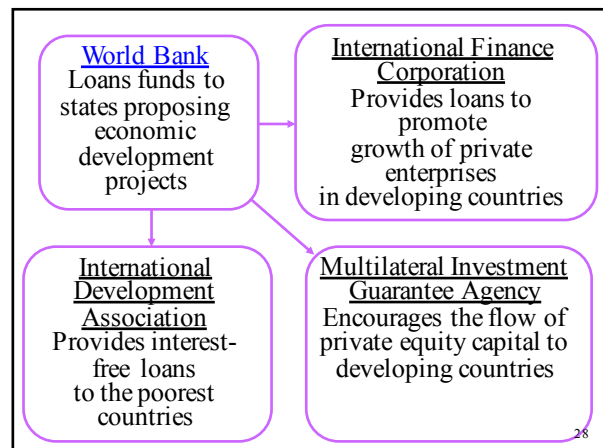 World Bank
Loans funds to
states proposing
economic
development
projects
International Finance
Corporation
Provides loans to
promote
growth of private
enterprises
in developing countries
International
Development
Association
Provides interest-
free loans
to the poorest
countries
Multilateral Investment
Guarantee Agency
Encourages the flow of
private equity capital to
developing countries
28